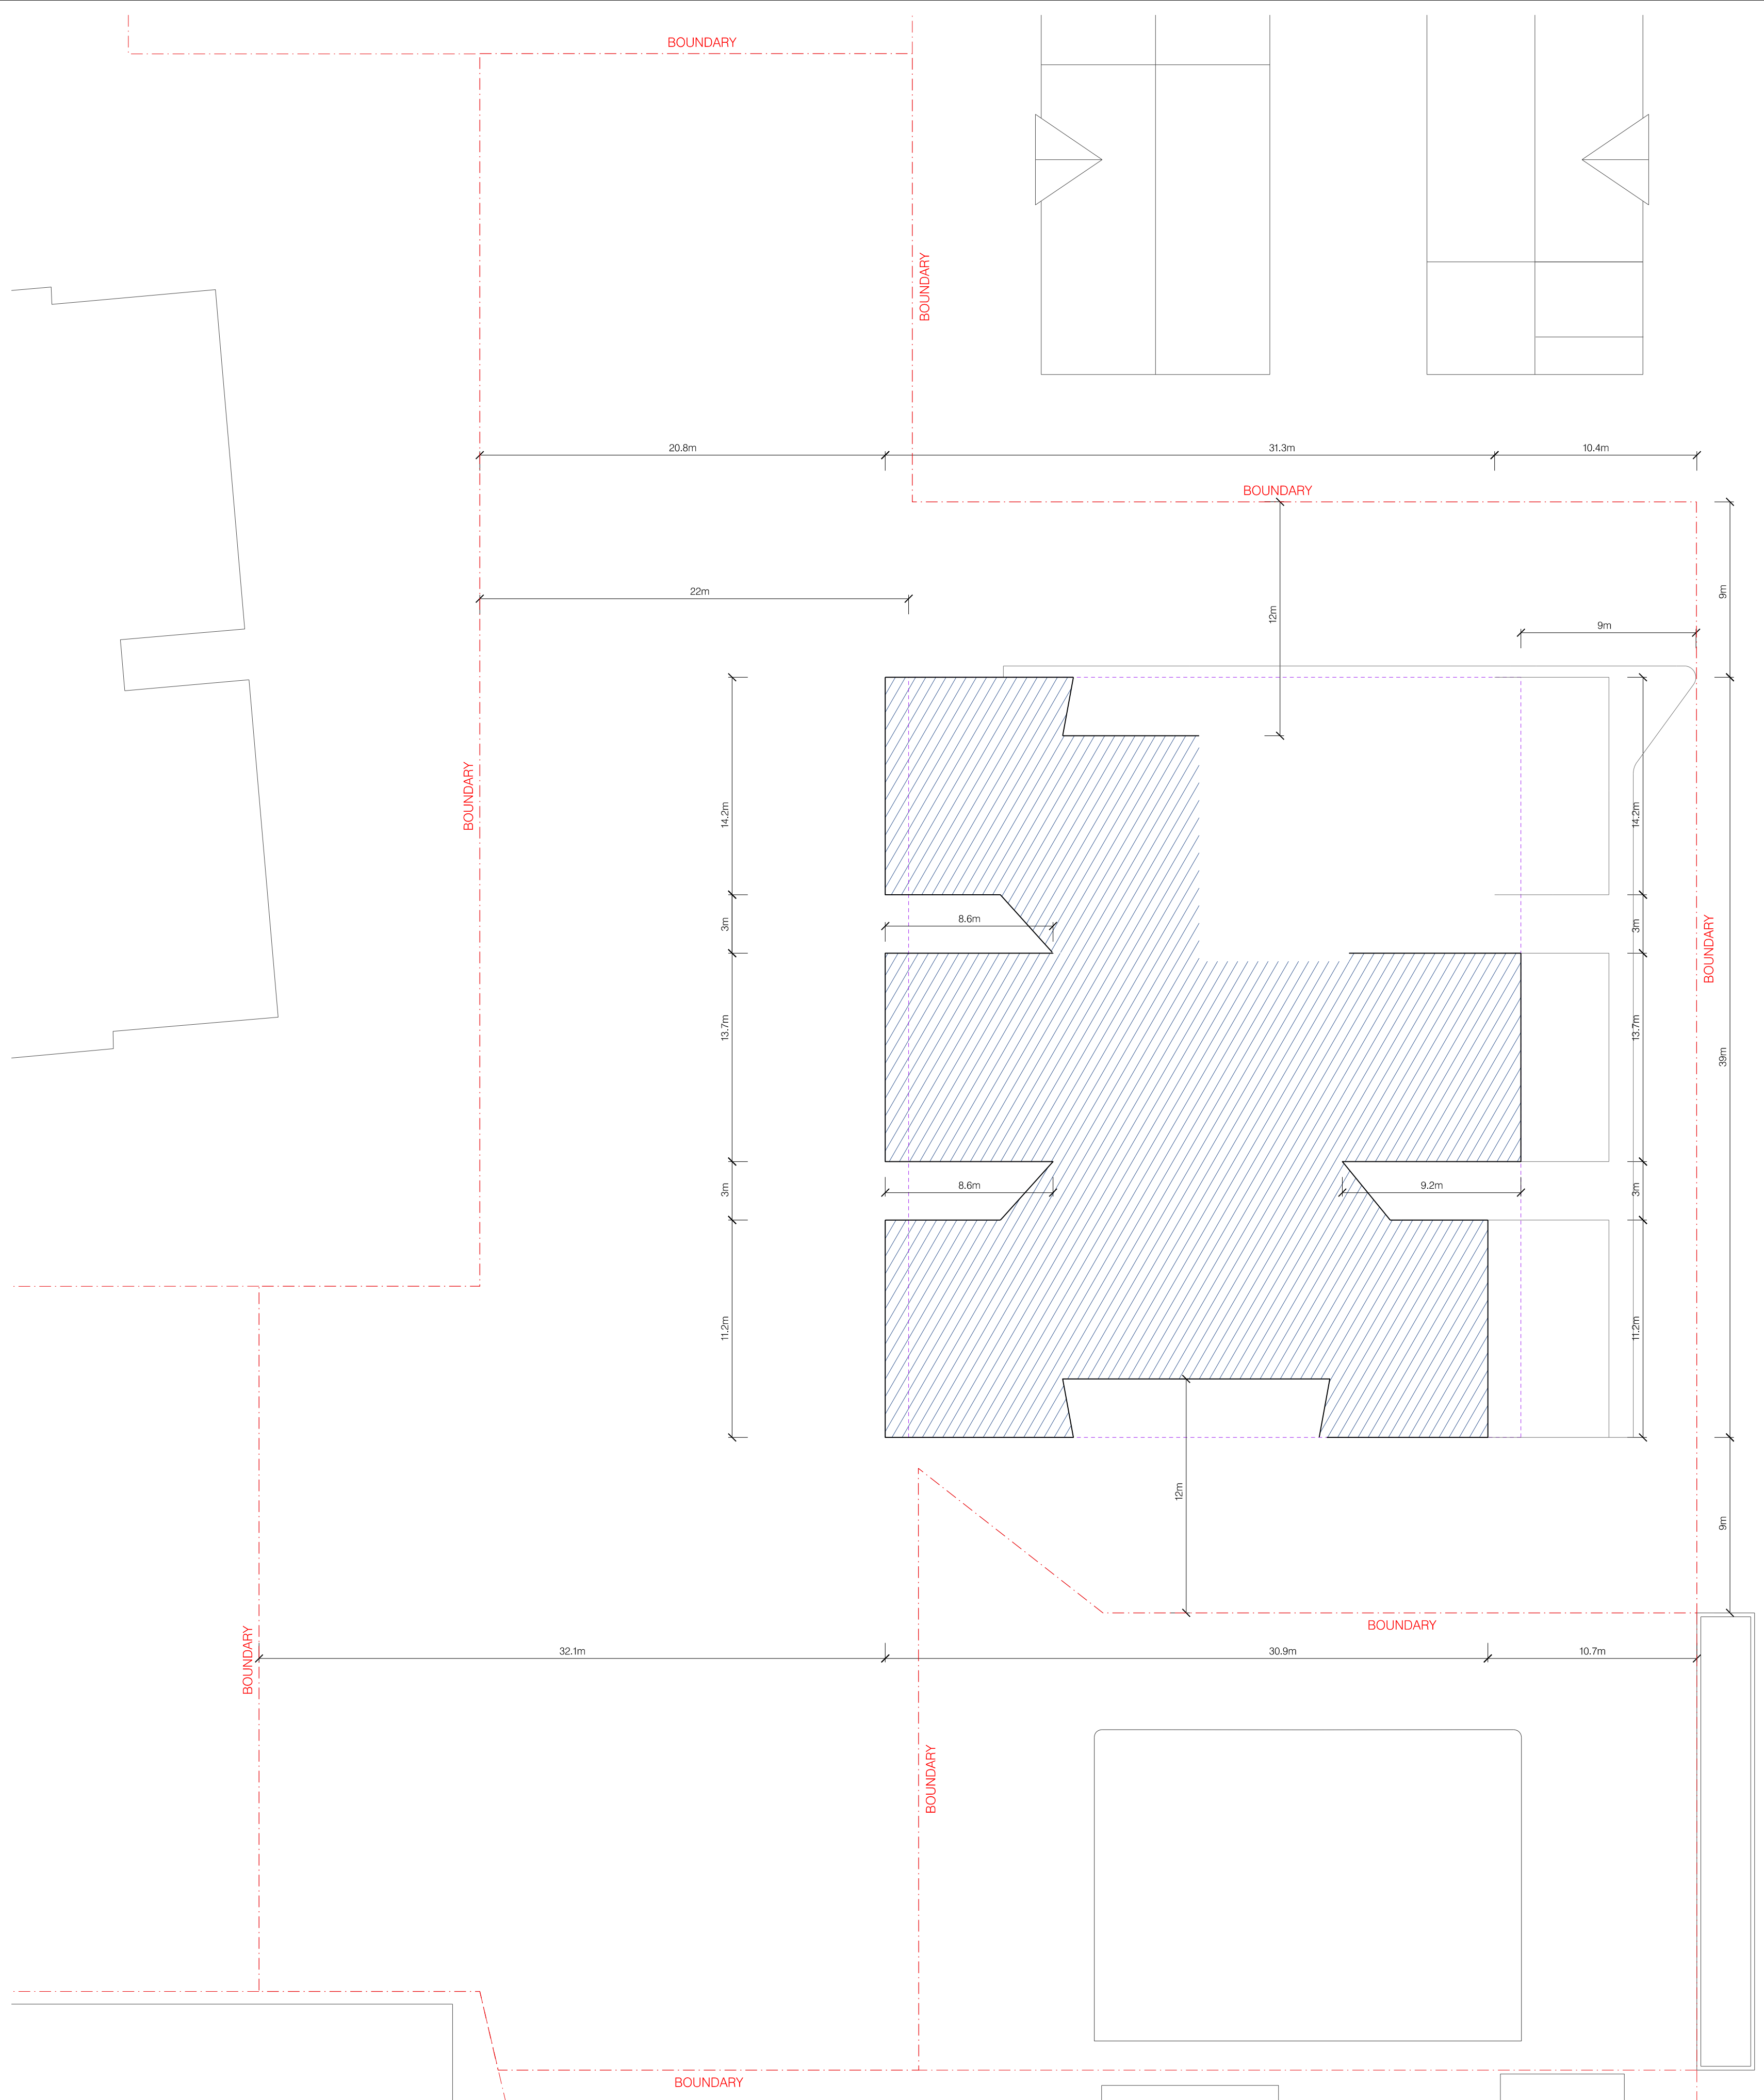 BOUNDARY
BOUNDARY
20.8m
31.3m
10.4m
BOUNDARY
22m
12m
9m
9m
BOUNDARY
14.2m
14.2m
3m
8.6m
3m
BOUNDARY
13.7m
13.7m
39m
3m
8.6m
9.2m
3m
11.2m
11.2m
12m
9m
BOUNDARY
BOUNDARY
32.1m
30.9m
10.7m
BOUNDARY
BOUNDARY